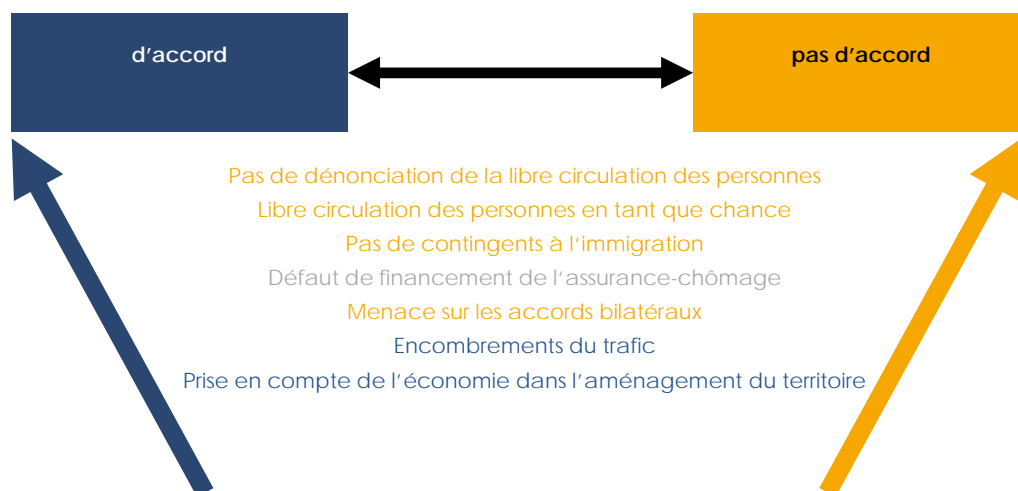 d’accord
pas d’accord
Pas de dénonciation de la libre circulation des personnes
Libre circulation des personnes en tant que chance
Pas de contingents à l‘immigration
Défaut de financement de l‘assurance-chômage
Menace sur les accords bilatéraux
Encombrements du trafic
Prise en compte de l’économie dans l’aménagement du territoire